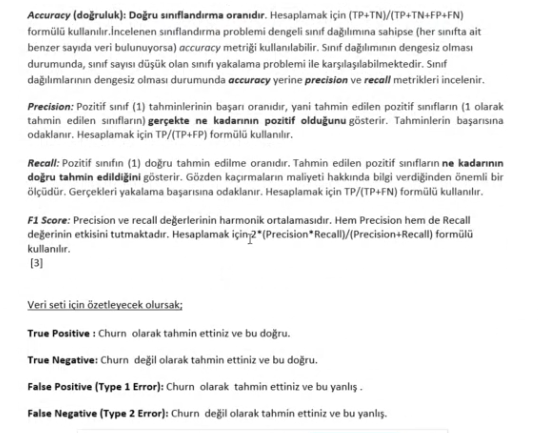 Accuracy (doğruluk): Doğru sınıflandırma oranıdır. Hesaplamak için (TP+TN)/(TP+TN+FP+FN)
formülü kullanılır.İncelenen sınıflandırma problemi dengeli sınıf dağılımına sahipse (her sınıfta ait
benzer sayıda veri bulunuyorsa) accuracy metriği kullanılabilir. Sınıf dağılımının dengesiz olması
durumunda, sınıf sayısı düşük olan sınıfı yakalama problemi ile karşılaşılabilmektedir. Sınıf
dağılımlarının dengesiz olması durumunda accuracy yerine precision ve recall metrikleri incelenir.
Precision: Pozitif sınıf (1) tahminlerinin başarı oranıdır, yani tahmin edilen pozitif sınıfların (1 olarak
tahmin edilen sınıfların) gerçekte ne kadarının pozitif olduğunu gösterir. Tahminlerin başarısına
odaklanır. Hesaplamak için TP/(TP+FP) formülü kullanılır.
Recall: Pozitif sınıfın (1) doğru tahmin edilme oranıdır. Tahmin edilen pozitif sınıfların ne kadarının
doğru tahmin edildiğini gösterir. Gözden kaçırmaların maliyeti hakkında bilgi verdiğinden önemli bir
ölçüdür. Gerçekleri yakalama başarısına odaklanır. Hesaplamak için TP/(TP+FN) formülü kullanılır.
F1 Score: Precision ve recall değerlerinin harmonik ortalamasıdır. Hem Precision hem de Recall
değerinin etkisini tutmaktadır. Hesaplamak için 2*(Precision*Recall)/(Precision+Recall) formülü
kullanılır.
[3]
Veri seti için özetleyecek olursak;
True Positive : Churn olarak tahmin ettiniz ve bu doğru.
True Negative: Churn değil olarak tahmin ettiniz ve bu doğru.
False Positive (Type 1 Error): Churn olarak tahmin ettiniz ve bu yanlış .
False Negative (Type 2 Error): Churn değil olarak tahmin ettiniz ve bu yanlış.